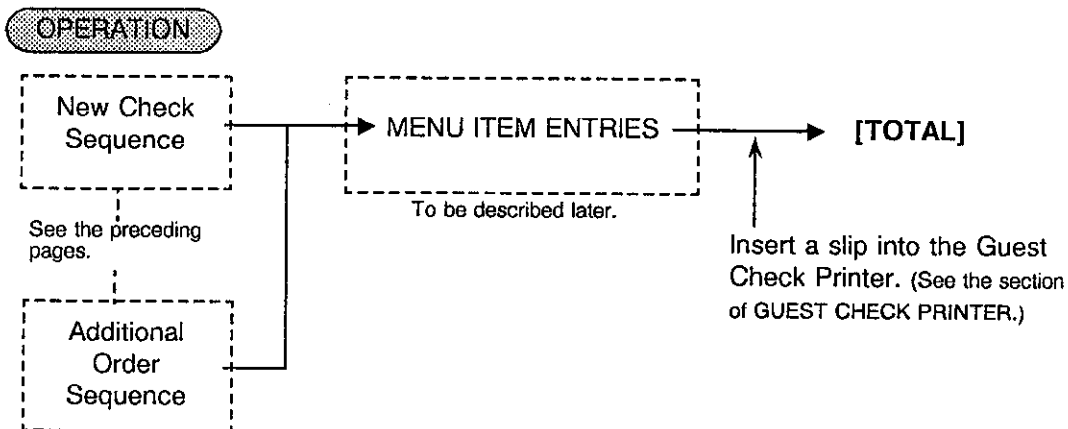 OPERATION
New Check
Sequence
MENU ITEM ENTRIES
[TOTAL]
To be described later.
See the preceding
pages.
Insert a slip into the Guest
Check Printer. (See the section
of GUEST CHECK PRINTER.)
Additional
Order
Sequence